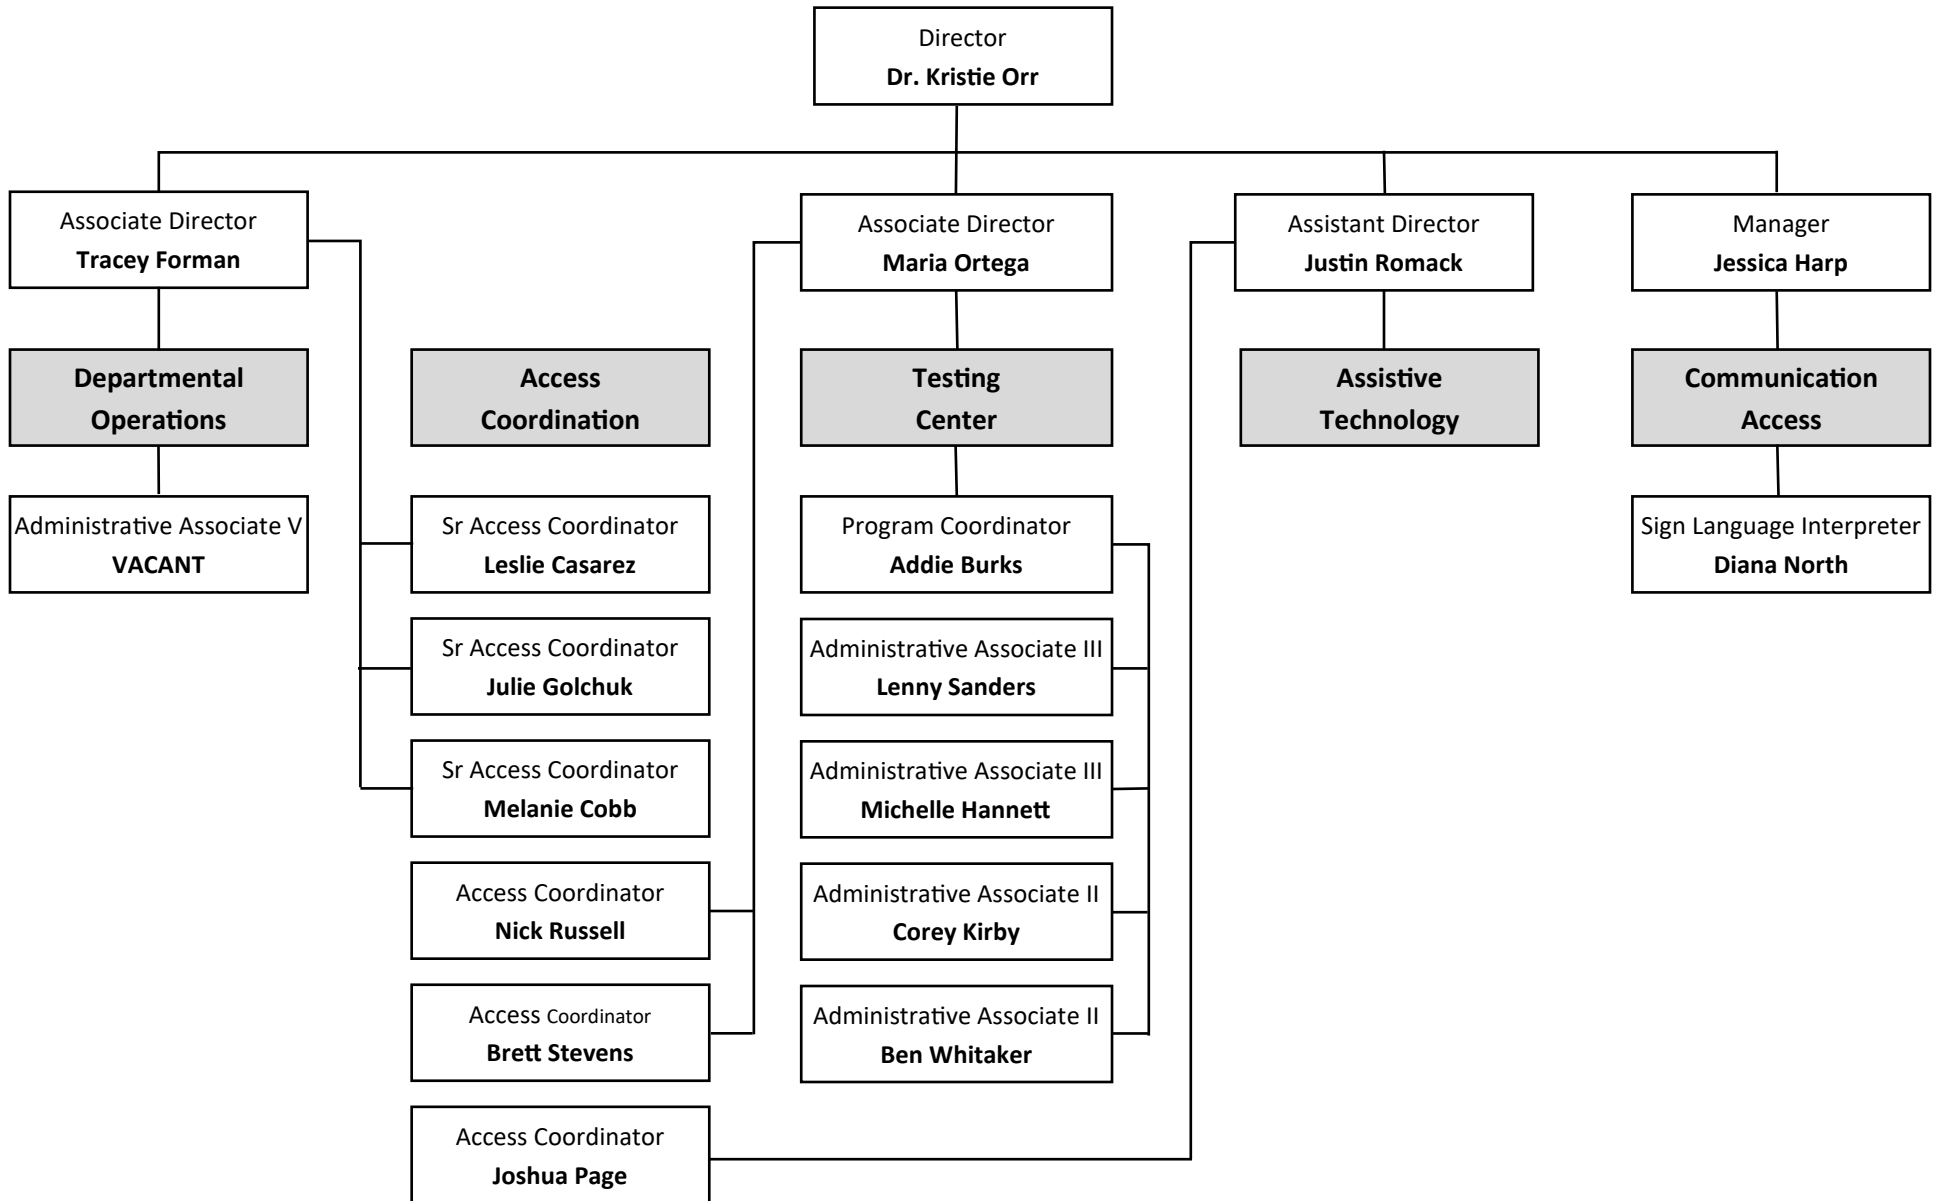 Director
Dr. Kristie Orr
Associate Director
Tracey Forman
Associate Director
Maria Ortega
Assistant Director
Justin Romack
Manager
Jessica Harp
Departmental
Operations
Access
Coordination
Testing
Center
Assistive
Technology
Communication
Access
Administrative Associate V
VACANT
Sr Access Coordinator
Leslie Casarez
Sr Access Coordinator
Julie Golchuk
Sr Access Coordinator
Melanie Cobb
Access Coordinator
Nick Russell
Access Coordinator
Brett Stevens
Access Coordinator
Joshua Page
Program Coordinator
Addie Burks
Administrative Associate III
Lenny Sanders
Administrative Associate III
Michelle Hannett
Administrative Associate II
Corey Kirby
Administrative Associate II
Ben Whitaker
Sign Language Interpreter
Diana North